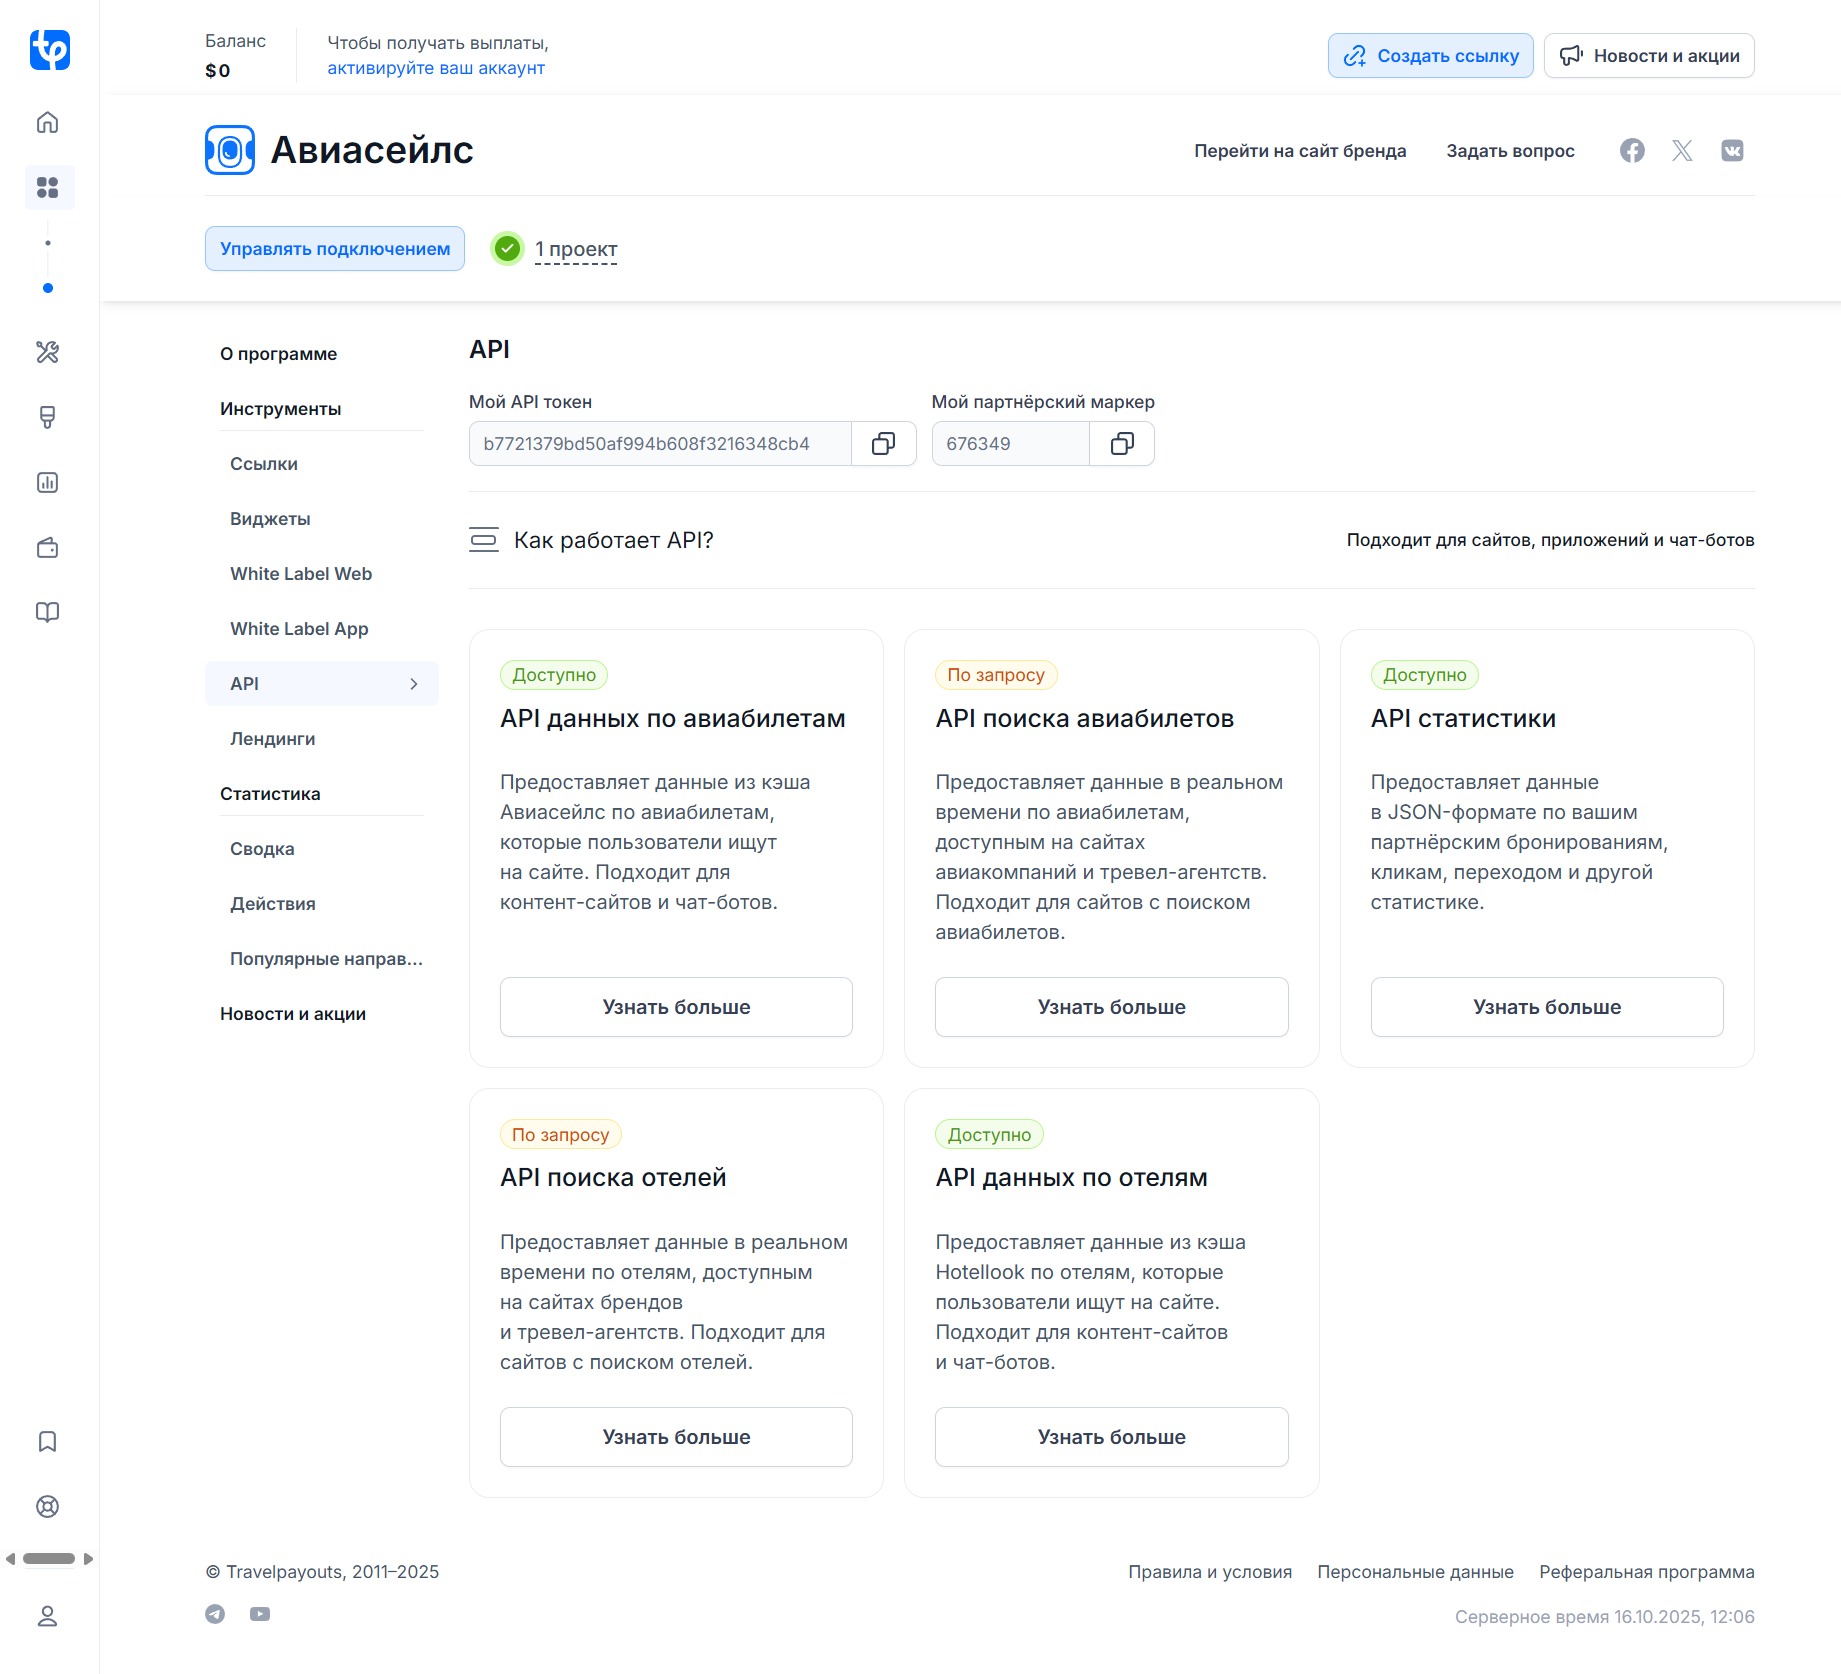 Баланс
$0
Чтобы получать выплаты,
активируйте ваш аккаунт
Создать ссылку
Новости и акции
Авиасейлс
Перейти на сайт бренда
Задать вопрос
Управлять подключением
1 проект
О программе
Инструменты
Ссылки
Виджеты
White Label Web
White Label App
API
Лендинги
Статистика
Сводка
Действия
Популярные направ...
Новости и акции
API
Мой API токен
b7721379bd50af994b608f3216348cb4
Мой партнёрский маркер
676349
Как работает API?
Подходит для сайтов, приложений и чат-ботов
Доступно
API данных по авиабилетам
Предоставляет данные из кэша
Авиасейлс по авиабилетам,
которые пользователи ищут
на сайте. Подходит для
контент-сайтов и чат-ботов.
Узнать больше
По запросу
API поиска авиабилетов
Предоставляет данные в реальном
времени по авиабилетам,
доступным на сайтах
авиакомпаний и тревел-агентств.
Подходит для сайтов с поиском
авиабилетов.
Узнать больше
Доступно
API статистики
Предоставляет данные
в JSON-формате по вашим
партнёрским бронированиям,
кликам, переходом и другой
статистике.
Узнать больше
По запросу
API поиска отелей
Предоставляет данные в реальном
времени по отелям, доступным
на сайтах брендов
и тревел-агентств. Подходит для
сайтов с поиском отелей.
Узнать больше
Доступно
API данных по отелям
Предоставляет данные из кэша
Hotellook по отелям, которые
пользователи ищут на сайте.
Подходит для контент-сайтов
и чат-ботов.
Узнать больше
© Travelpayouts, 2011–2025
Правила и условия
Персональные данные
Реферальная программа
Серверное время 16.10.2025, 12:06